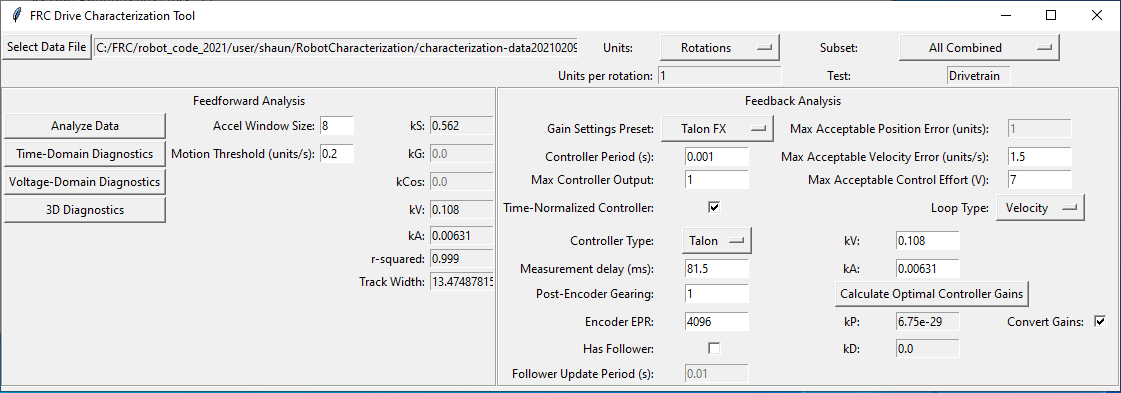 FRC Drive Characterization Tool
Select Data File C:/FRC/robot_code_2021/user/shaun/RobotCharacterization/characterization-data20210209 Units: Rotations Subset: All Combined
Units per rotation: 1 Test: Drivetrain
Feedforward Analysis
Analyze Data Accel Window Size: 8 kS: 0.562
Time-Domain Diagnostics Motion Threshold (units/s): 0.2 kG: 0.0
Voltage-Domain Diagnostics kCos: 0.0
3D Diagnostics kV: 0.108
kA: 0.00631
r-squared: 0.999
Track Width: 13.47487815
Feedback Analysis
Gain Settings Preset: Talon FX Max Acceptable Position Error (units): 1
Controller Period (s): 0.001 Max Acceptable Velocity Error (units/s): 1.5
Max Controller Output: 1 Max Acceptable Control Effort (V): 7
Time-Normalized Controller: Loop Type: Velocity
Controller Type: Talon kV: 0.108
Measurement delay (ms): 81.5 kA: 0.00631
Post-Encoder Gearing: 1 Calculate Optimal Controller Gains
Encoder EPR: 4096 kP: 6.75e-29 Convert Gains:
Has Follower: kD: 0.0
Follower Update Period (s): 0.01